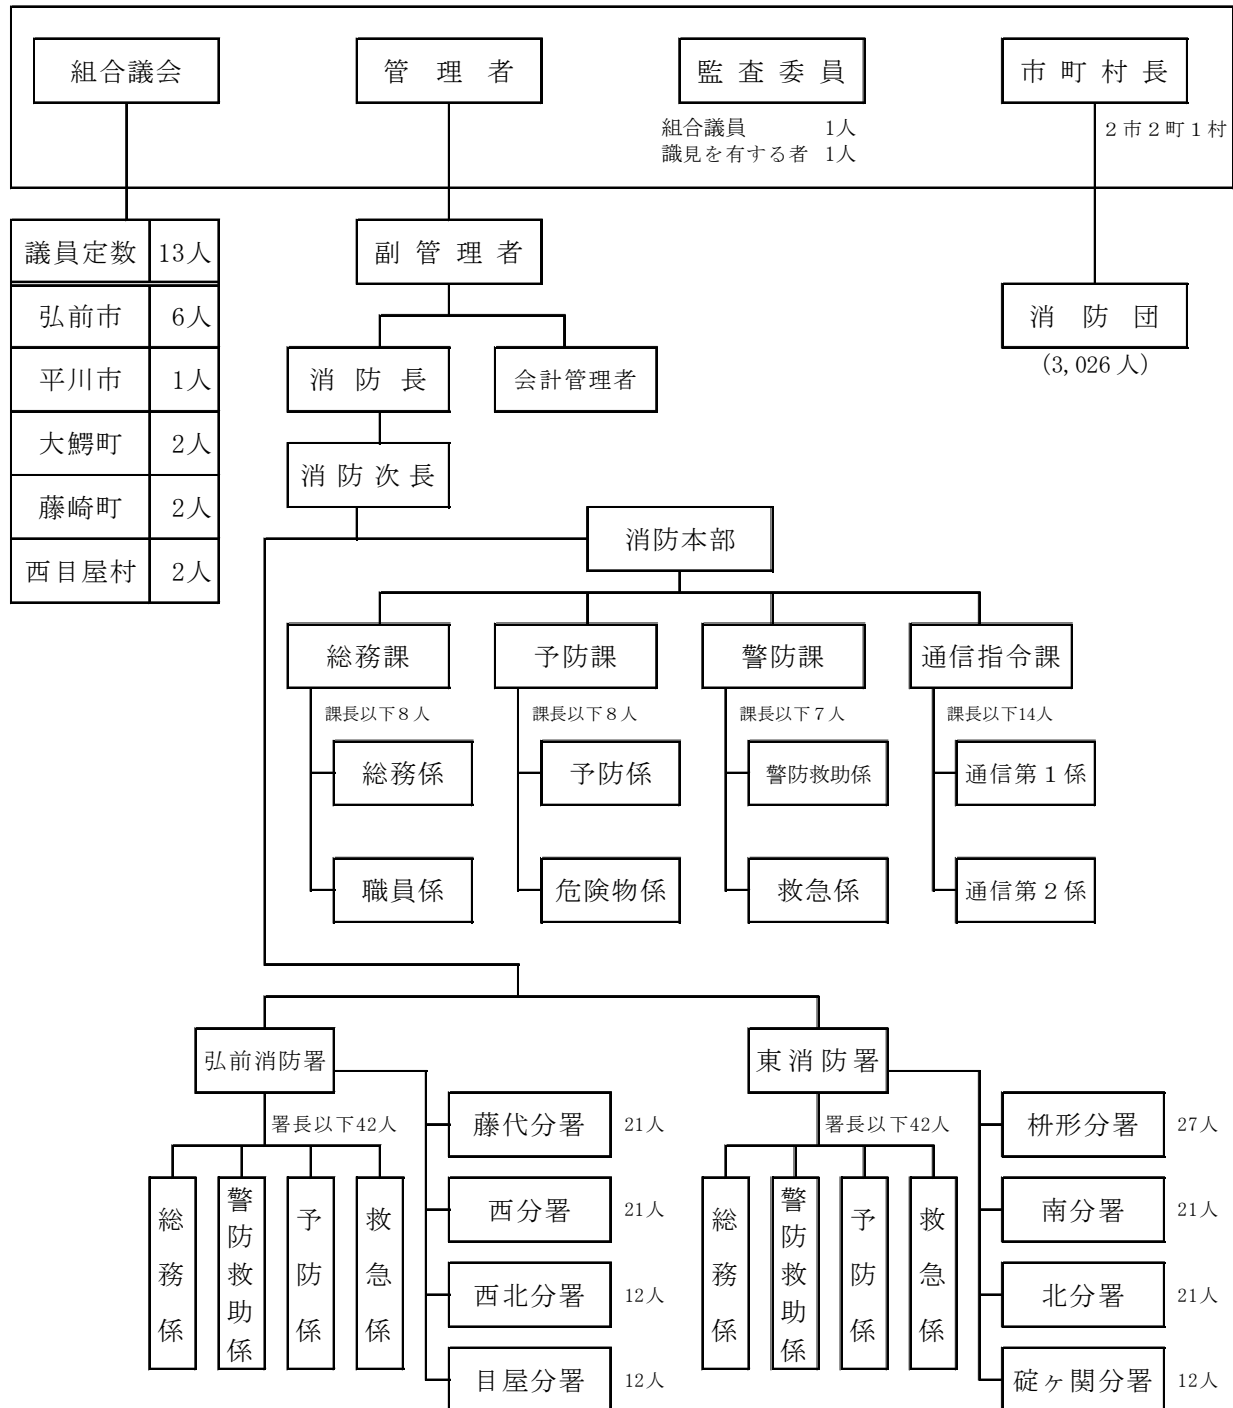 組合議会
管理者
監査委員
市町村長
組合議員 1人
識見を有する者 1人
2市2町1村
議員定数 13人
弘前市 6人
平川市 1人
大鰐町 2人
藤崎町 2人
西目屋村 2人
副管理者
消防団
(3,026人)
消防長
会計管理者
消防次長
消防本部
総務課
予防課
警防課
通信指令課
課長以下8人
課長以下8人
課長以下7人
課長以下14人
総務係
予防係
警防救助係
通信第1係
職員係
危険物係
救急係
通信第2係
弘前消防署
東消防署
署長以下42人
署長以下42人
総務係
警防救助係
予防係
救急係
藤代分署 21人
西分署 21人
西北分署 12人
目屋分署 12人
総務係
警防救助係
予防係
救急係
枡形分署 27人
南分署 21人
北分署 21人
碇ヶ関分署 12人